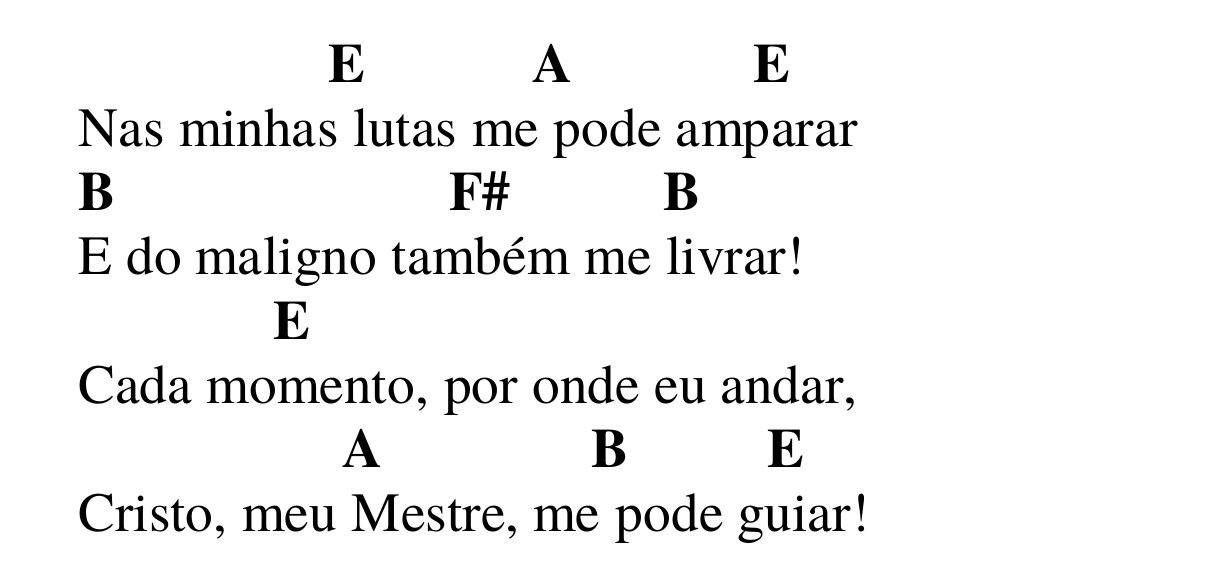 E A E
Nas minhas lutas me pode amparar
B F# B
E do maligno também me livrar!
E
Cada momento, por onde eu andar,
A B E
Cristo, meu Mestre, me pode guiar!